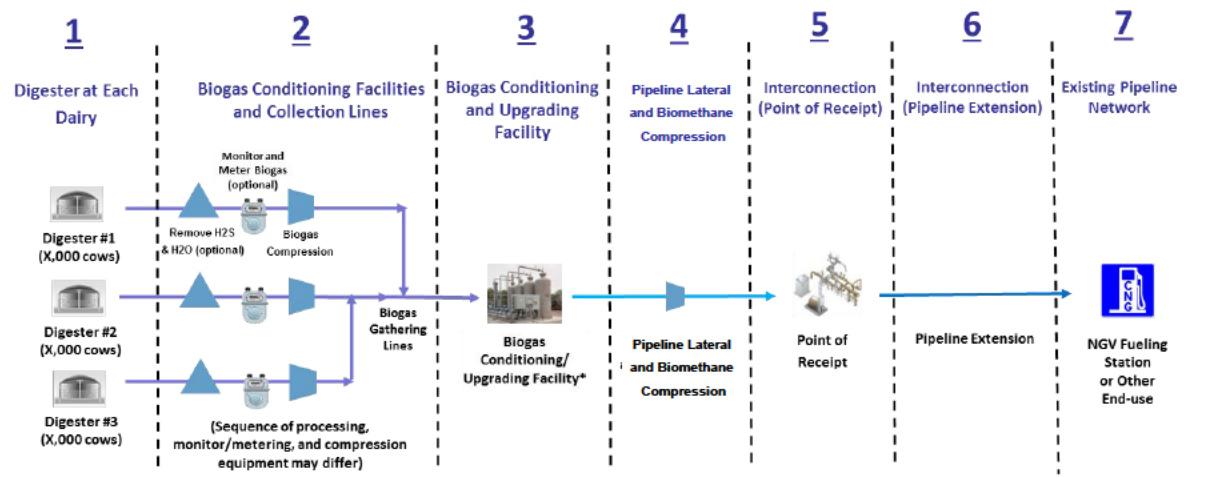 1
2
3
4
5
6
7
Digester at Each
Dairy
Biogas Conditioning Facilities
and Collection Lines
Biogas Conditioning
and Upgrading
Facility
Pipeline Lateral
and Biomethane
Compression
Interconnection
(Point of Receipt)
Interconnection
(Pipeline Extension)
Existing Pipeline
Network
Monitor and
Meter Biogas
(optional)
Remove H2S
& H2O (optional)
Biogas
Compression
Digester #1
(X,000 cows)
Digester #2
(X,000 cows)
Digester #3
(X,000 cows)
Biogas
Gathering
Lines
(Sequence of processing,
monitor/metering, and compression
equipment may differ)
Biogas
Conditioning/
Upgrading Facility*
Pipeline Lateral
and Biomethane
Compression
Point of
Receipt
Pipeline Extension
CNG
NGV Fueling
Station
or Other
End-use